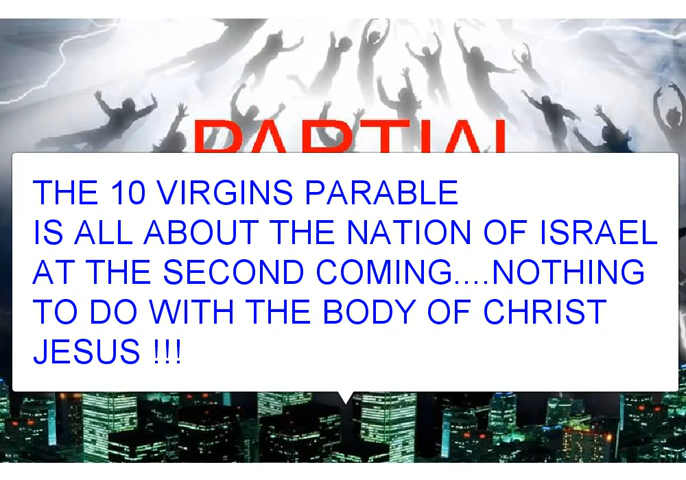 PARTIAL
THE 10 VIRGINS PARABLE
IS ALL ABOUT THE NATION OF ISRAEL
AT THE SECOND COMING....NOTHING
TO DO WITH THE BODY OF CHRIST
JESUS !!!